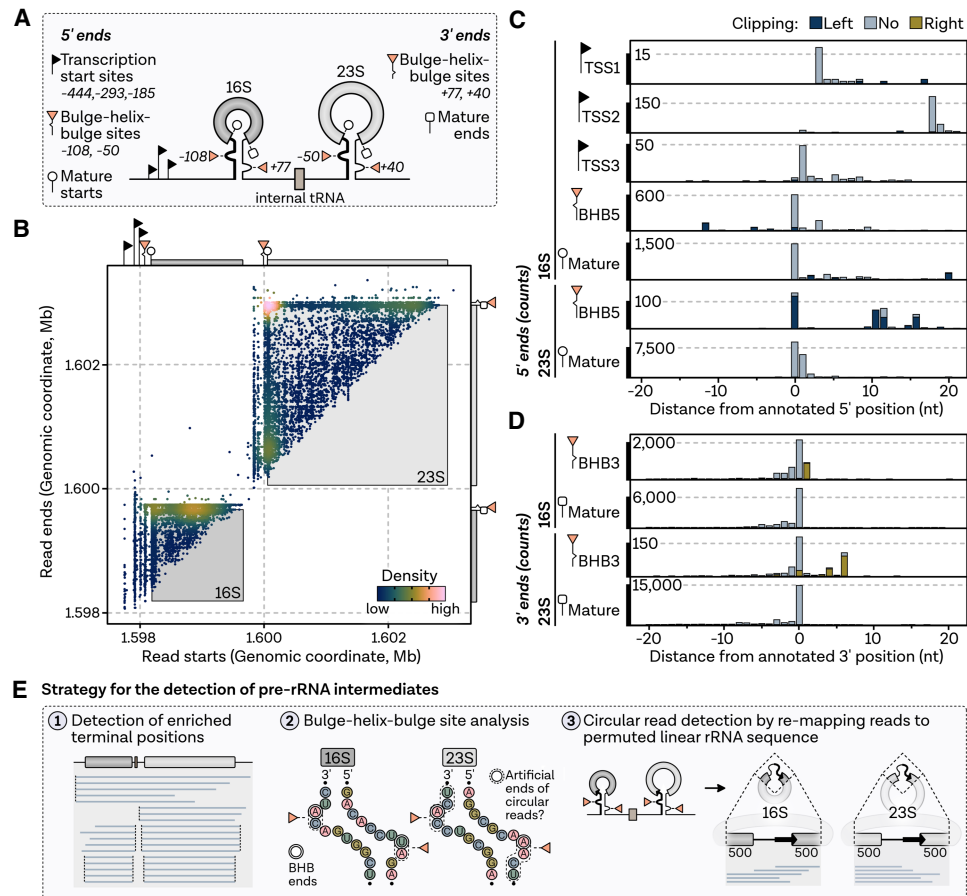 A
5' ends
3' ends
Transcription
start sites
-444,-293,-185
Bulge-helix-
bulge sites
-108, -50
Mature
starts
16S
23S
Bulge-helix-
bulge sites
+77, +40
Mature
ends
-108
+77
-50
+40
internal tRNA
B
Read ends (Genomic coordinate, Mb)
1.602
1.600
1.598
23S
16S
Density
low
high
1.598
1.600
1.602
Read starts (Genomic coordinate, Mb)
C
Clipping:
Left
No
Right
5' ends (counts)
16S
23S
TSS1
15
TSS2
150
TSS3
50
BHB5
600
Mature
1,500
BHB5
100
Mature
7,500
-20
-10
0
10
20
Distance from annotated 5' position (nt)
D
3' ends (counts)
16S
23S
BHB3
2,000
Mature
6,000
BHB3
150
Mature
15,000
-20
-10
0
10
20
Distance from annotated 3' position (nt)
E Strategy for the detection of pre-rRNA intermediates
1 Detection of enriched
terminal positions
2 Bulge-helix-bulge site analysis
16S
3' 5'
23S
3' 5'
Artificial
ends of
circular
reads?
BHB
ends
3 Circular read detection by re-mapping reads to
permuted linear rRNA sequence
16S
500 500
23S
500 500